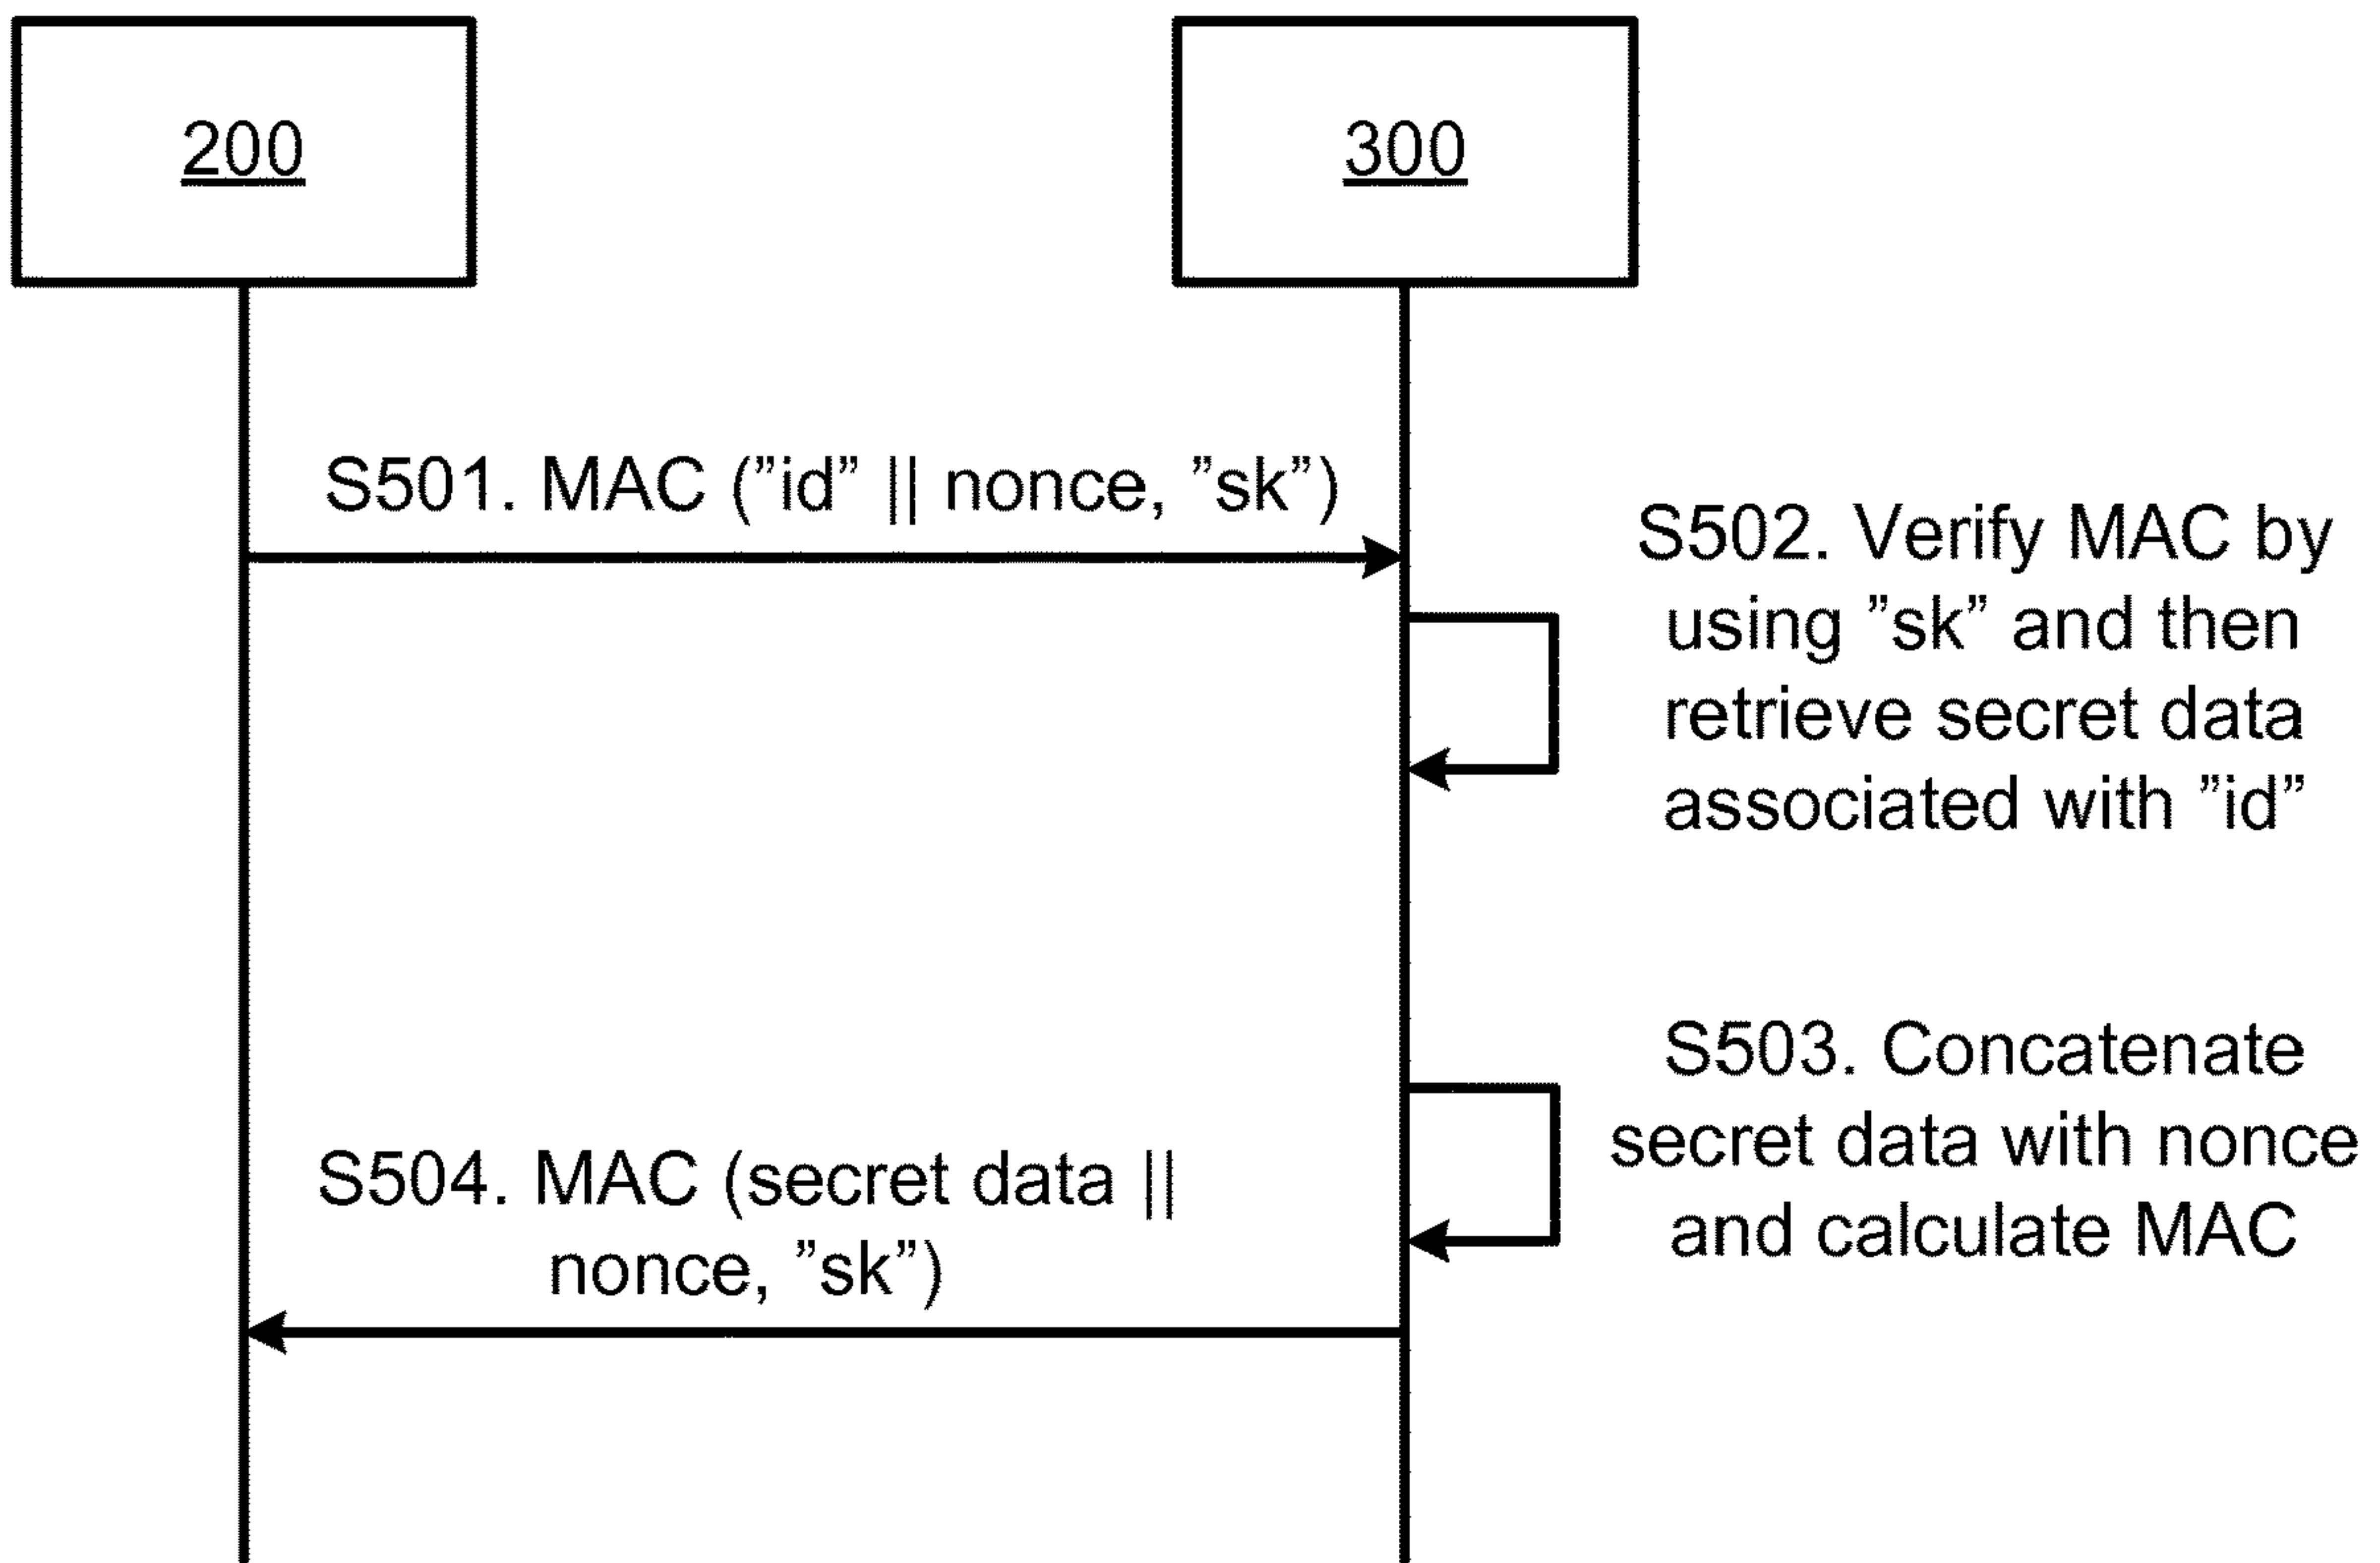 200
300
S501. MAC (”id” || nonce, ”sk”)
S502. Verify MAC by
using ”sk” and then
retrieve secret data
associated with ”id”
S503. Concatenate
secret data with nonce
and calculate MAC
S504. MAC (secret data ||
nonce, ”sk”)